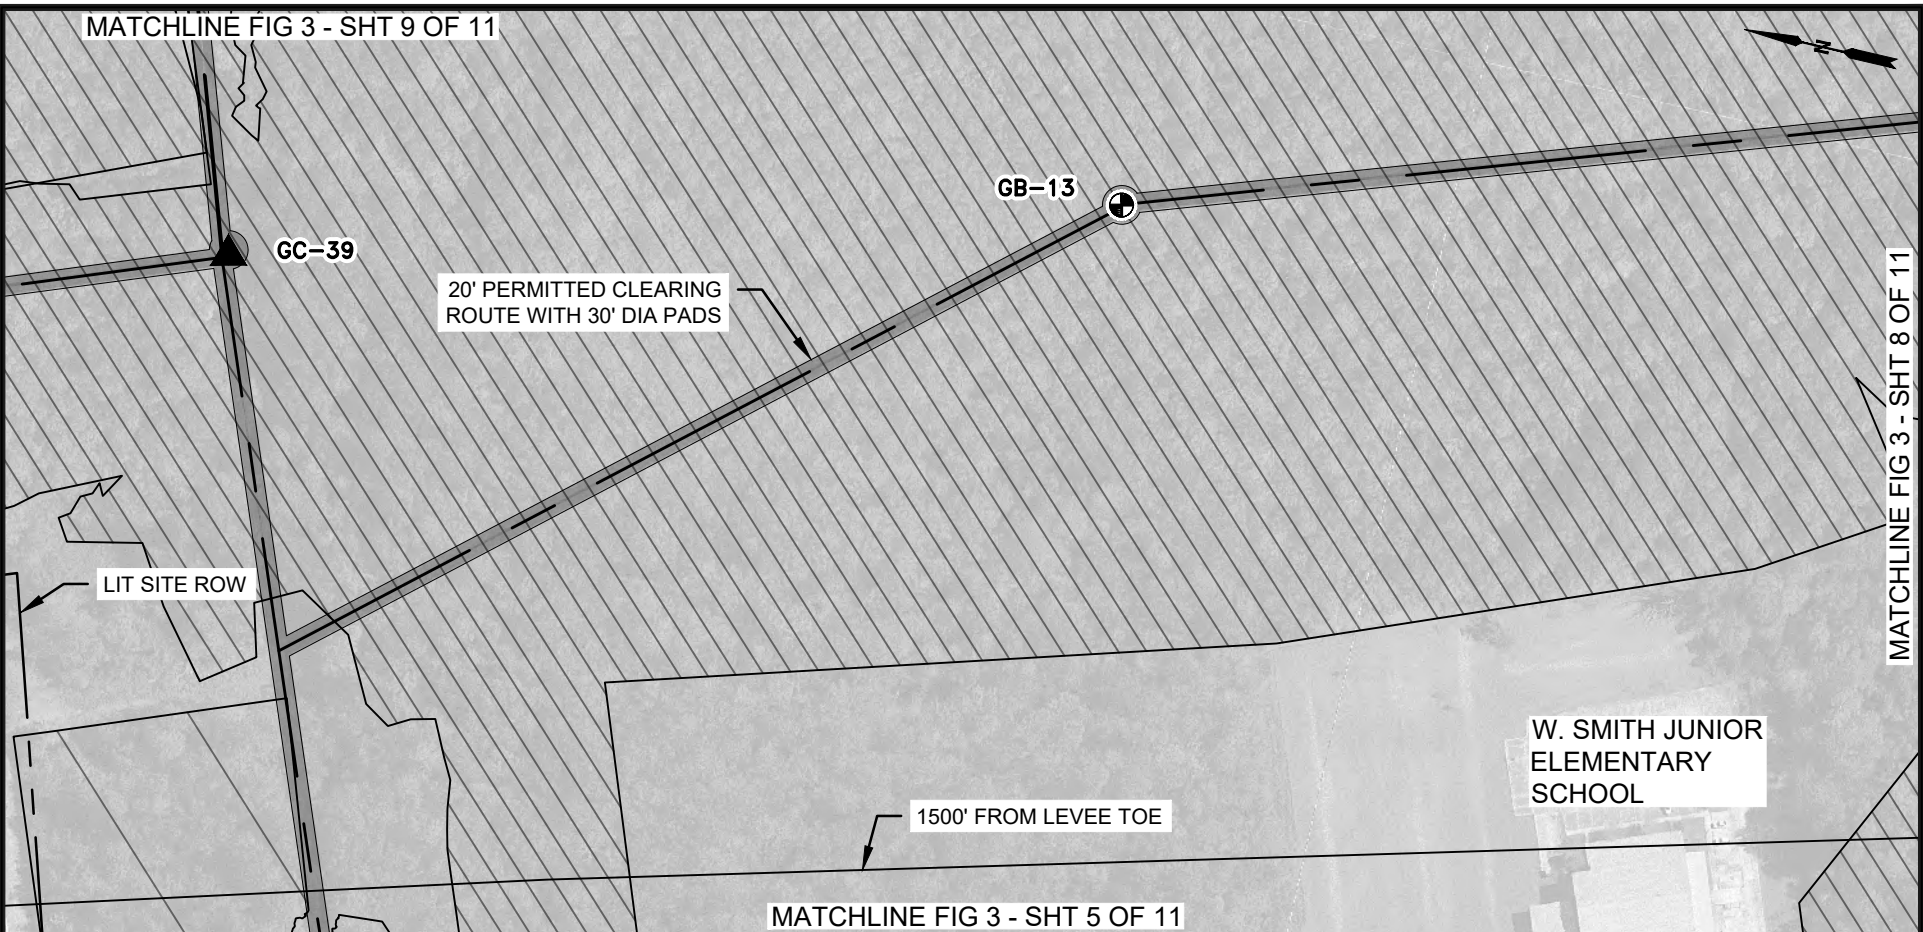 MATCHLINE FIG 3 - SHT 9 OF 11
N
GB-13
GC-39
20' PERMITTED CLEARING
ROUTE WITH 30' DIA PADS
MATCHLINE FIG 3 - SHT 8 OF 11
LIT SITE ROW
W. SMITH JUNIOR
ELEMENTARY
SCHOOL
1500' FROM LEVEE TOE
MATCHLINE FIG 3 - SHT 5 OF 11